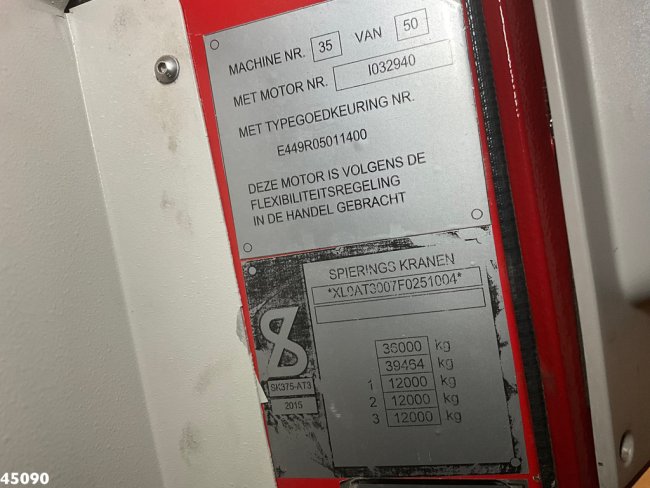 MACHINE NR. 35 VAN 50
MET MOTOR NR. I032940
MET TYPEGOEDKEURING NR.
E449R05011400
DEZE MOTOR IS VOLGENS DE
FLEXIBILITEITSREGELING
IN DE HANDEL GEBRACHT
SPIERINGS KRANEN
*XL9AT3007F0251004*
36000 kg
39464 kg
1 12000 kg
2 12000 kg
3 12000 kg
SK375-AT3
2015
45090